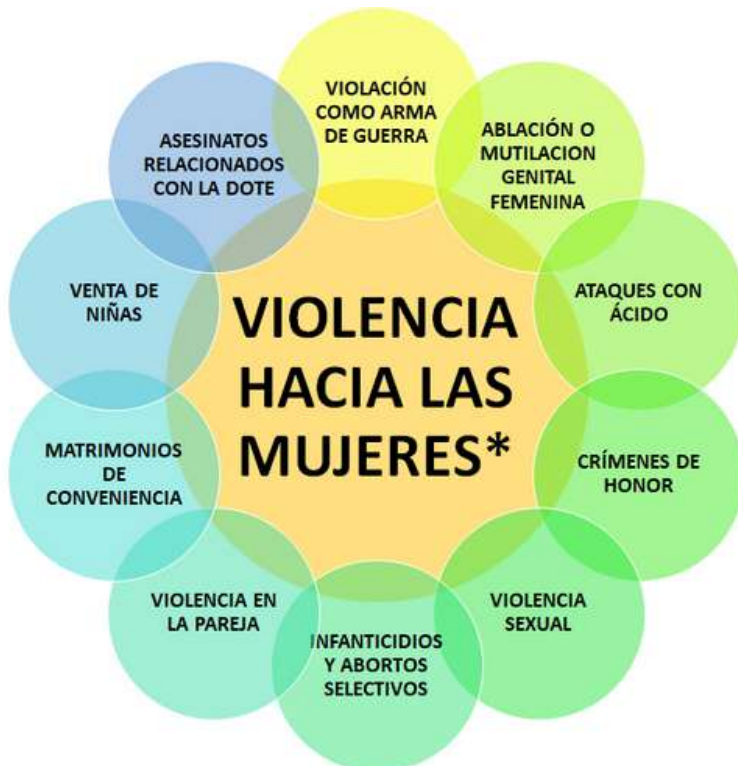 VIOLENCIA
HACIA LAS
MUJERES*
VIOLACIÓN
COMO ARMA
DE GUERRA
ABLACIÓN O
MUTILACION
GENITAL
FEMENINA
ATAQUES CON
ÁCIDO
CRÍMENES DE
HONOR
VIOLENCIA
SEXUAL
INFANTICIDIOS
Y ABORTOS
SELECTIVOS
VIOLENCIA EN
LA PAREJA
MATRIMONIOS
DE
CONVENIENCIA
VENTA DE
NIÑAS
ASESINATOS
RELACIONADOS
CON LA DOTE